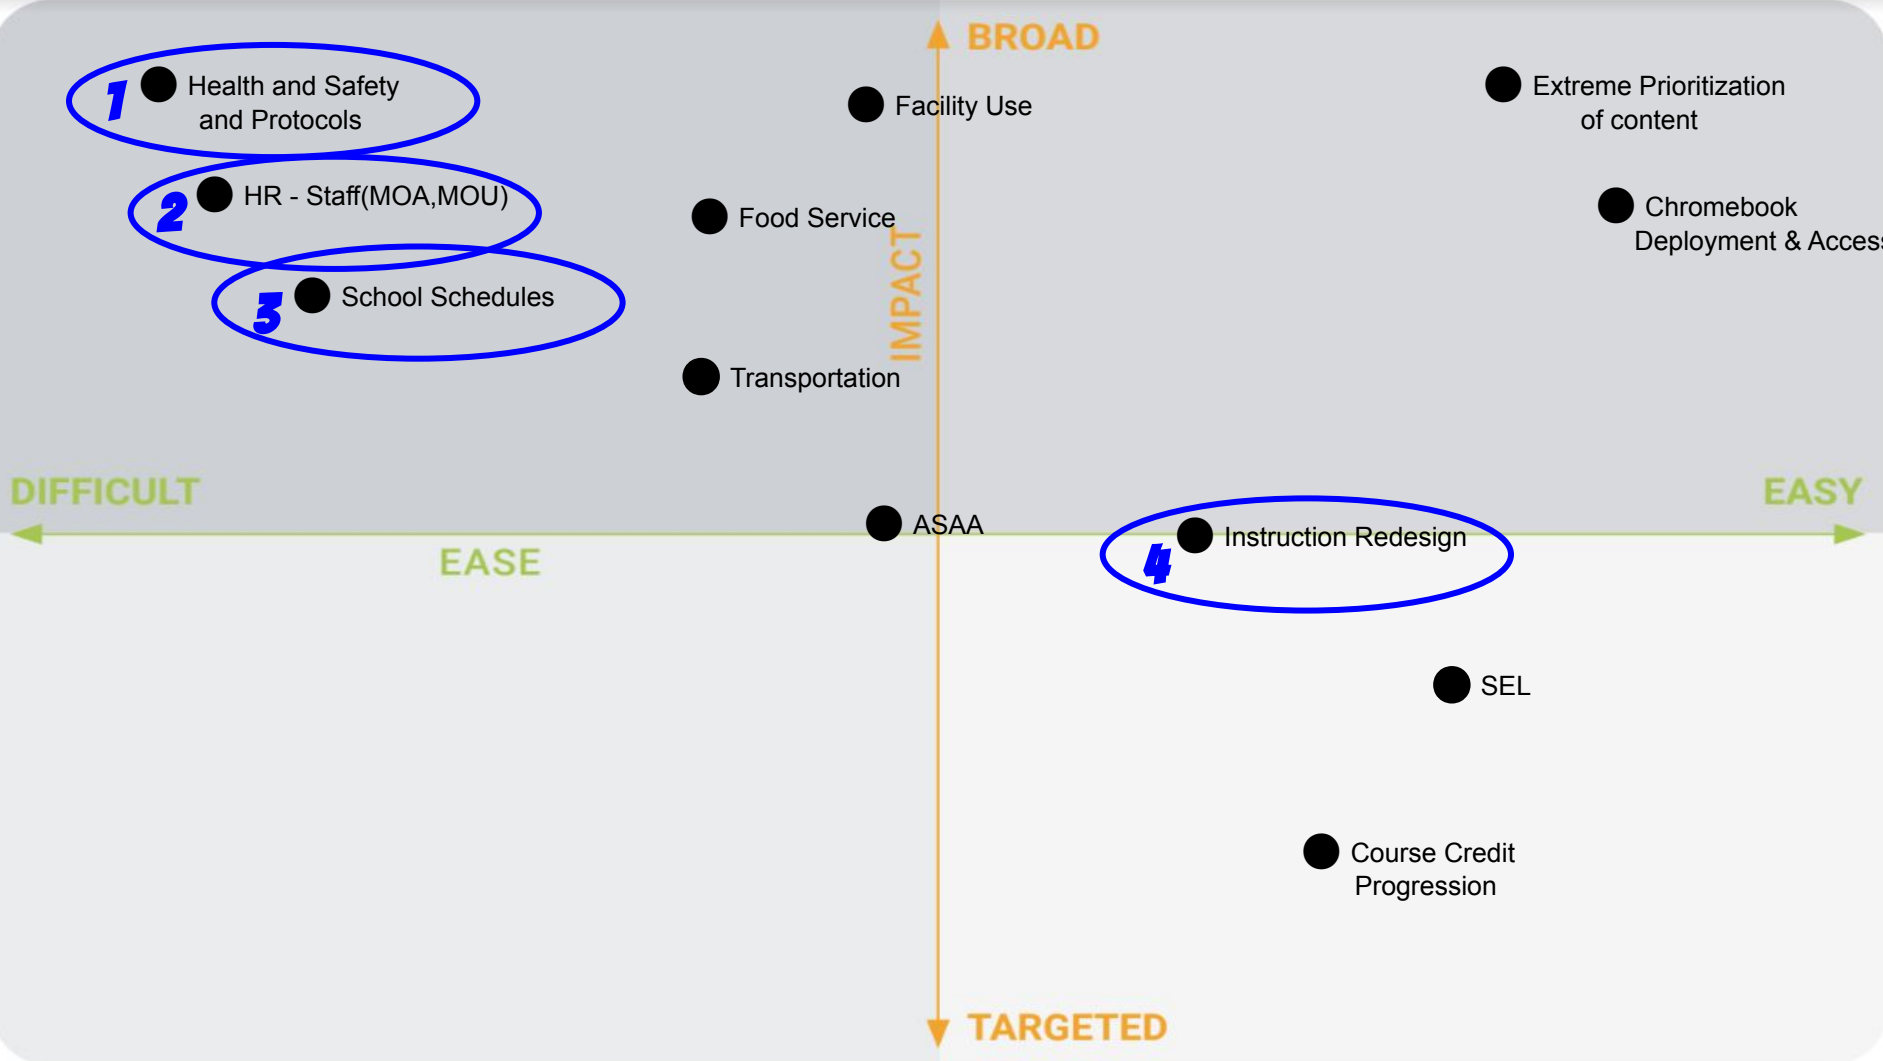 BROAD
1
Health and Safety
and Protocols
Facility Use
Extreme Prioritization
of content
2
HR - Staff(MOA,MOU)
Food Service
Chromebook
Deployment & Access
IMPACT
3
School Schedules
Transportation
DIFFICULT
EASY
ASAA
4
Instruction Redesign
EASE
SEL
Course Credit
Progression
TARGETED